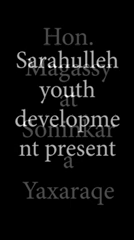 Sarahulleh
youth
developme
nt present
Hon.
Magassy
at
Soninkar
a
Yaxaraqe